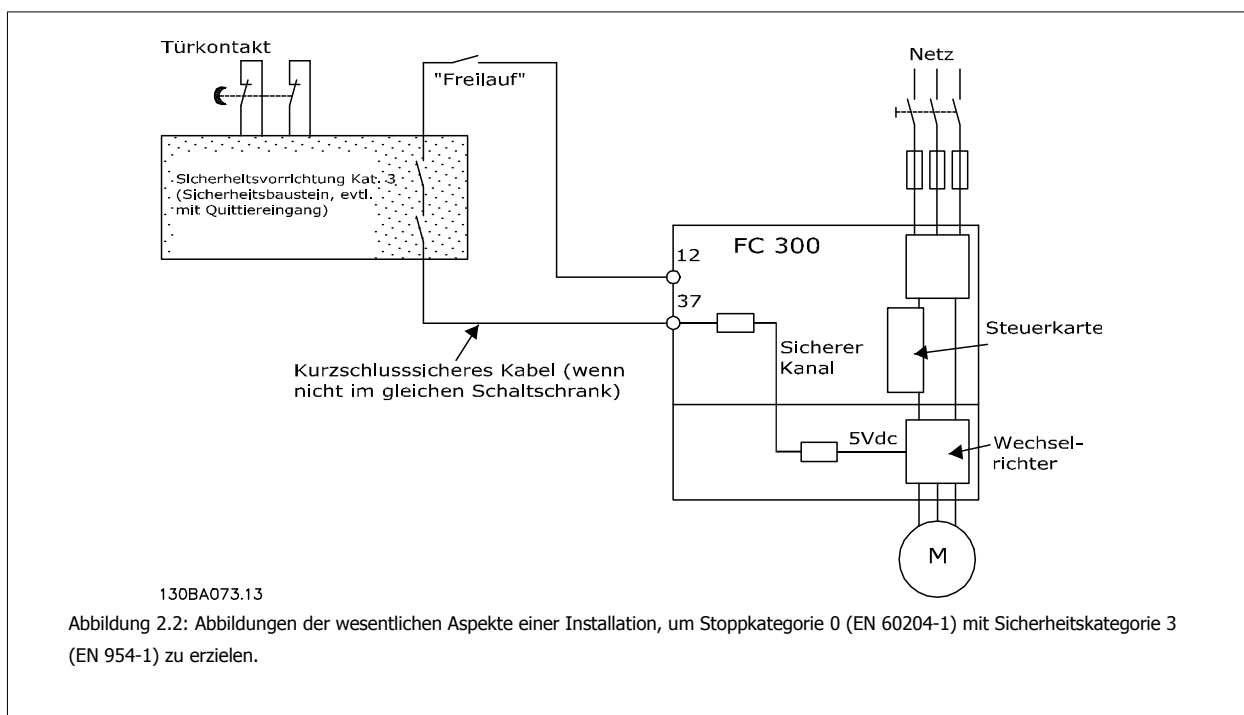 Türkontakt
"Freilauf"
Netz
Sicherheitsvorrichtung Kat. 3
(Sicherheitsbaustein, evtl.
mit Quittiereingang)
12
FC 300
37
Sicherer
Kanal
Steuerkarte
Kurzschlusssicheres Kabel (wenn
nicht im gleichen Schaltschrank)
5Vdc
Wechsel-
richter
M
130BA073.13
Abbildung 2.2: Abbildungen der wesentlichen Aspekte einer Installation, um Stoppkategorie 0 (EN 60204-1) mit Sicherheitskategorie 3
(EN 954-1) zu erzielen.